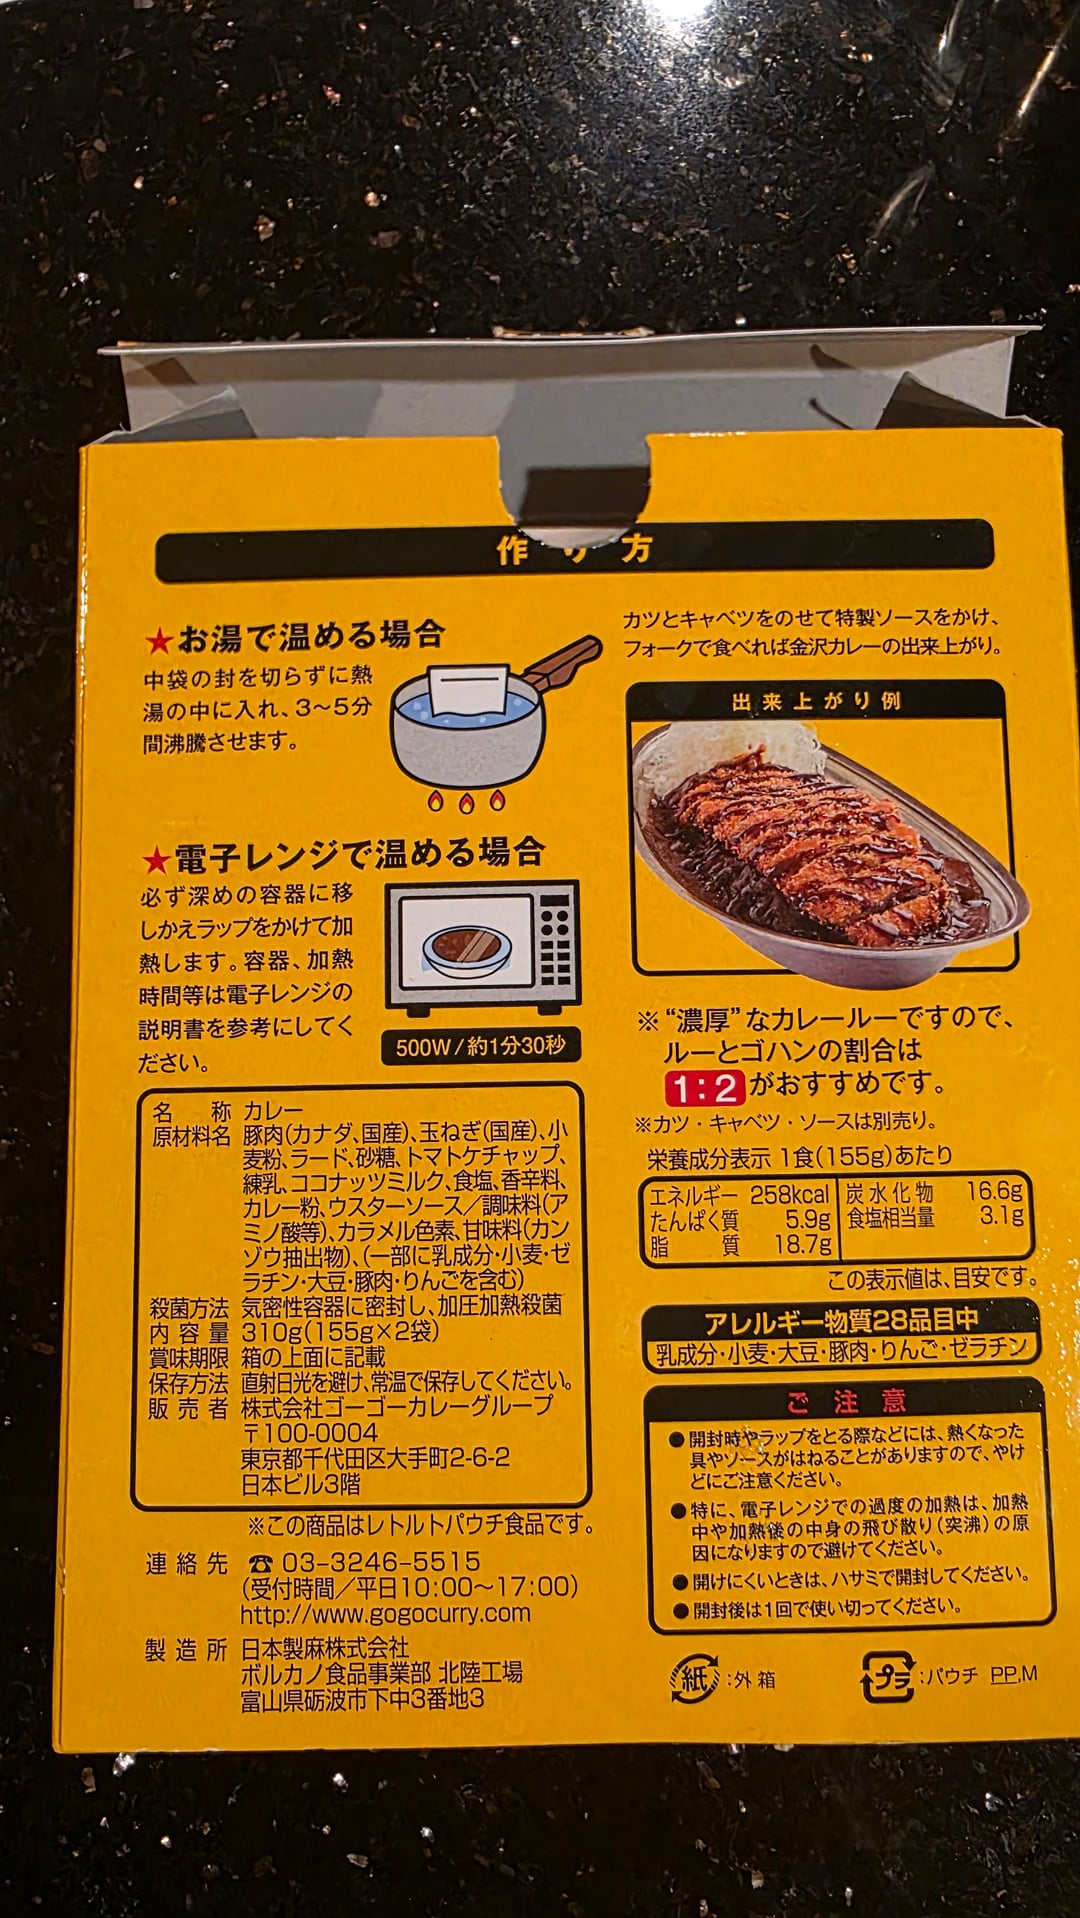 作り方
★お湯で温める場合
中袋の封を切らずに熱
湯の中に入れ、3〜5分
間沸騰させます。
★電子レンジで温める場合
必ず深めの容器に移
しかえラップをかけて加
熱します。容器、加熱
時間等は電子レンジの
説明書を参考にしてく
ださい。
500W/約1分30秒
カツとキャベツをのせて特製ソースをかけ、
フォークで食べれば金沢カレーの出来上がり。
出来上がり例
※“濃厚”なカレールーですので、
ルーとゴハンの割合は
1:2がおすすめです。
※カツ・キャベツ・ソースは別売り。
名称 カレー
原材料名 豚肉(カナダ、国産)、玉ねぎ(国産)、小
麦粉、ラード、砂糖、トマトケチャップ、
練乳、ココナッツミルク、食塩、香辛料、
カレー粉、ウスターソース/調味料(ア
ミノ酸等)、カラメル色素、甘味料(カン
ゾウ抽出物)、(一部に乳成分・小麦・ゼ
ラチン・大豆・豚肉・りんごを含む)
殺菌方法 気密性容器に密封し、加圧加熱殺菌
内容量 310g(155g×2袋)
賞味期限 箱の上面に記載
保存方法 直射日光を避け、常温で保存してください。
販売者 株式会社ゴーゴーカレーグループ
〒100-0004
東京都千代田区大手町2-6-2
日本ビル3階
※この商品はレトルトパウチ食品です。
連絡先 ☎ 03-3246-5515
(受付時間/平日10:00〜17:00)
http://www.gogocurry.com
製造所 日本製麻株式会社
ボルカノ食品事業部 北陸工場
富山県砺波市下中3番地3
栄養成分表示 1食(155g)あたり
エネルギー 258kcal 炭水化物 16.6g
たんぱく質 5.9g 食塩相当量 3.1g
脂質 18.7g
この表示値は、目安です。
アレルギー物質28品目中
乳成分・小麦・大豆・豚肉・りんご・ゼラチン
ご注意
●開封時やラップをとる際などには、熱くなった
具やソースがはねることがありますので、やけ
どにご注意ください。
●特に、電子レンジでの過度の加熱は、加熱
中や加熱後の中身の飛び散り(突沸)の原
因になりますので避けてください。
●開けにくいときは、ハサミで開封してください。
●開封後は1回で使い切ってください。
紙:外箱
プラ:パウチ PP,M